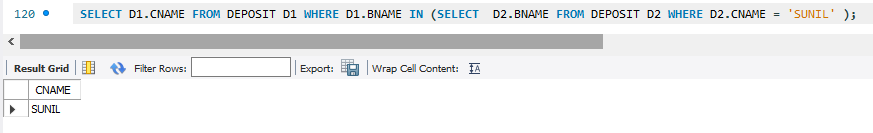 120 SELECT D1.CNAME FROM DEPOSIT D1 WHERE D1.BNAME IN (SELECT  D2.BNAME FROM DEPOSIT D2 WHERE D2.CNAME = 'SUNIL' );
Result Grid Filter Rows: Export: Wrap Cell Content: IA
CNAME
SUNIL